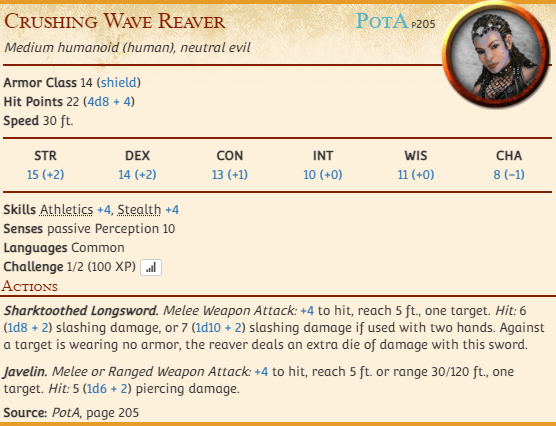 Crushing Wave Reaver PotA p205
Medium humanoid (human), neutral evil
Armor Class 14 (shield)
Hit Points 22 (4d8 + 4)
Speed 30 ft.
STR DEX CON INT WIS CHA
15 (+2) 14 (+2) 13 (+1) 10 (+0) 11 (+0) 8 (−1)
Skills Athletics +4, Stealth +4
Senses passive Perception 10
Languages Common
Challenge 1/2 (100 XP)
Actions
Sharktoothed Longsword. Melee Weapon Attack: +4 to hit, reach 5 ft., one target. Hit: 6
(1d8 + 2) slashing damage, or 7 (1d10 + 2) slashing damage if used with two hands. Against
a target is wearing no armor, the reaver deals an extra die of damage with this sword.
Javelin. Melee or Ranged Weapon Attack: +4 to hit, reach 5 ft. or range 30/120 ft., one
target. Hit: 5 (1d6 + 2) piercing damage.
Source: PotA, page 205